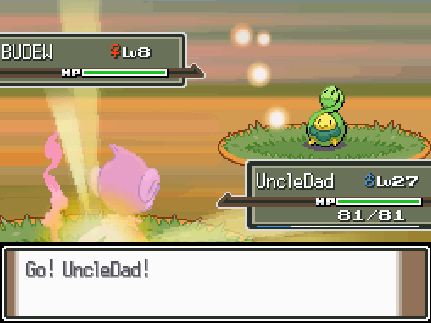 BUDEW ♀Lv8
HP
UncleDad ♂Lv27
HP
81/81
Go! UncleDad!